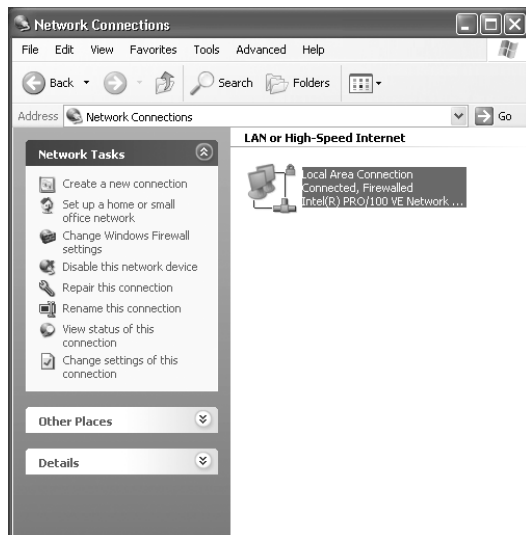 Network Connections
File Edit View Favorites Tools Advanced Help
Back Search Folders
Address Network Connections Go
Network Tasks
Create a new connection
Set up a home or small
office network
Change Windows Firewall
settings
Disable this network device
Repair this connection
Rename this connection
View status of this
connection
Change settings of this
connection
Other Places
Details
LAN or High-Speed Internet
Local Area Connection
Connected, Firewalled
Intel(R) PRO/100 VE Network ...